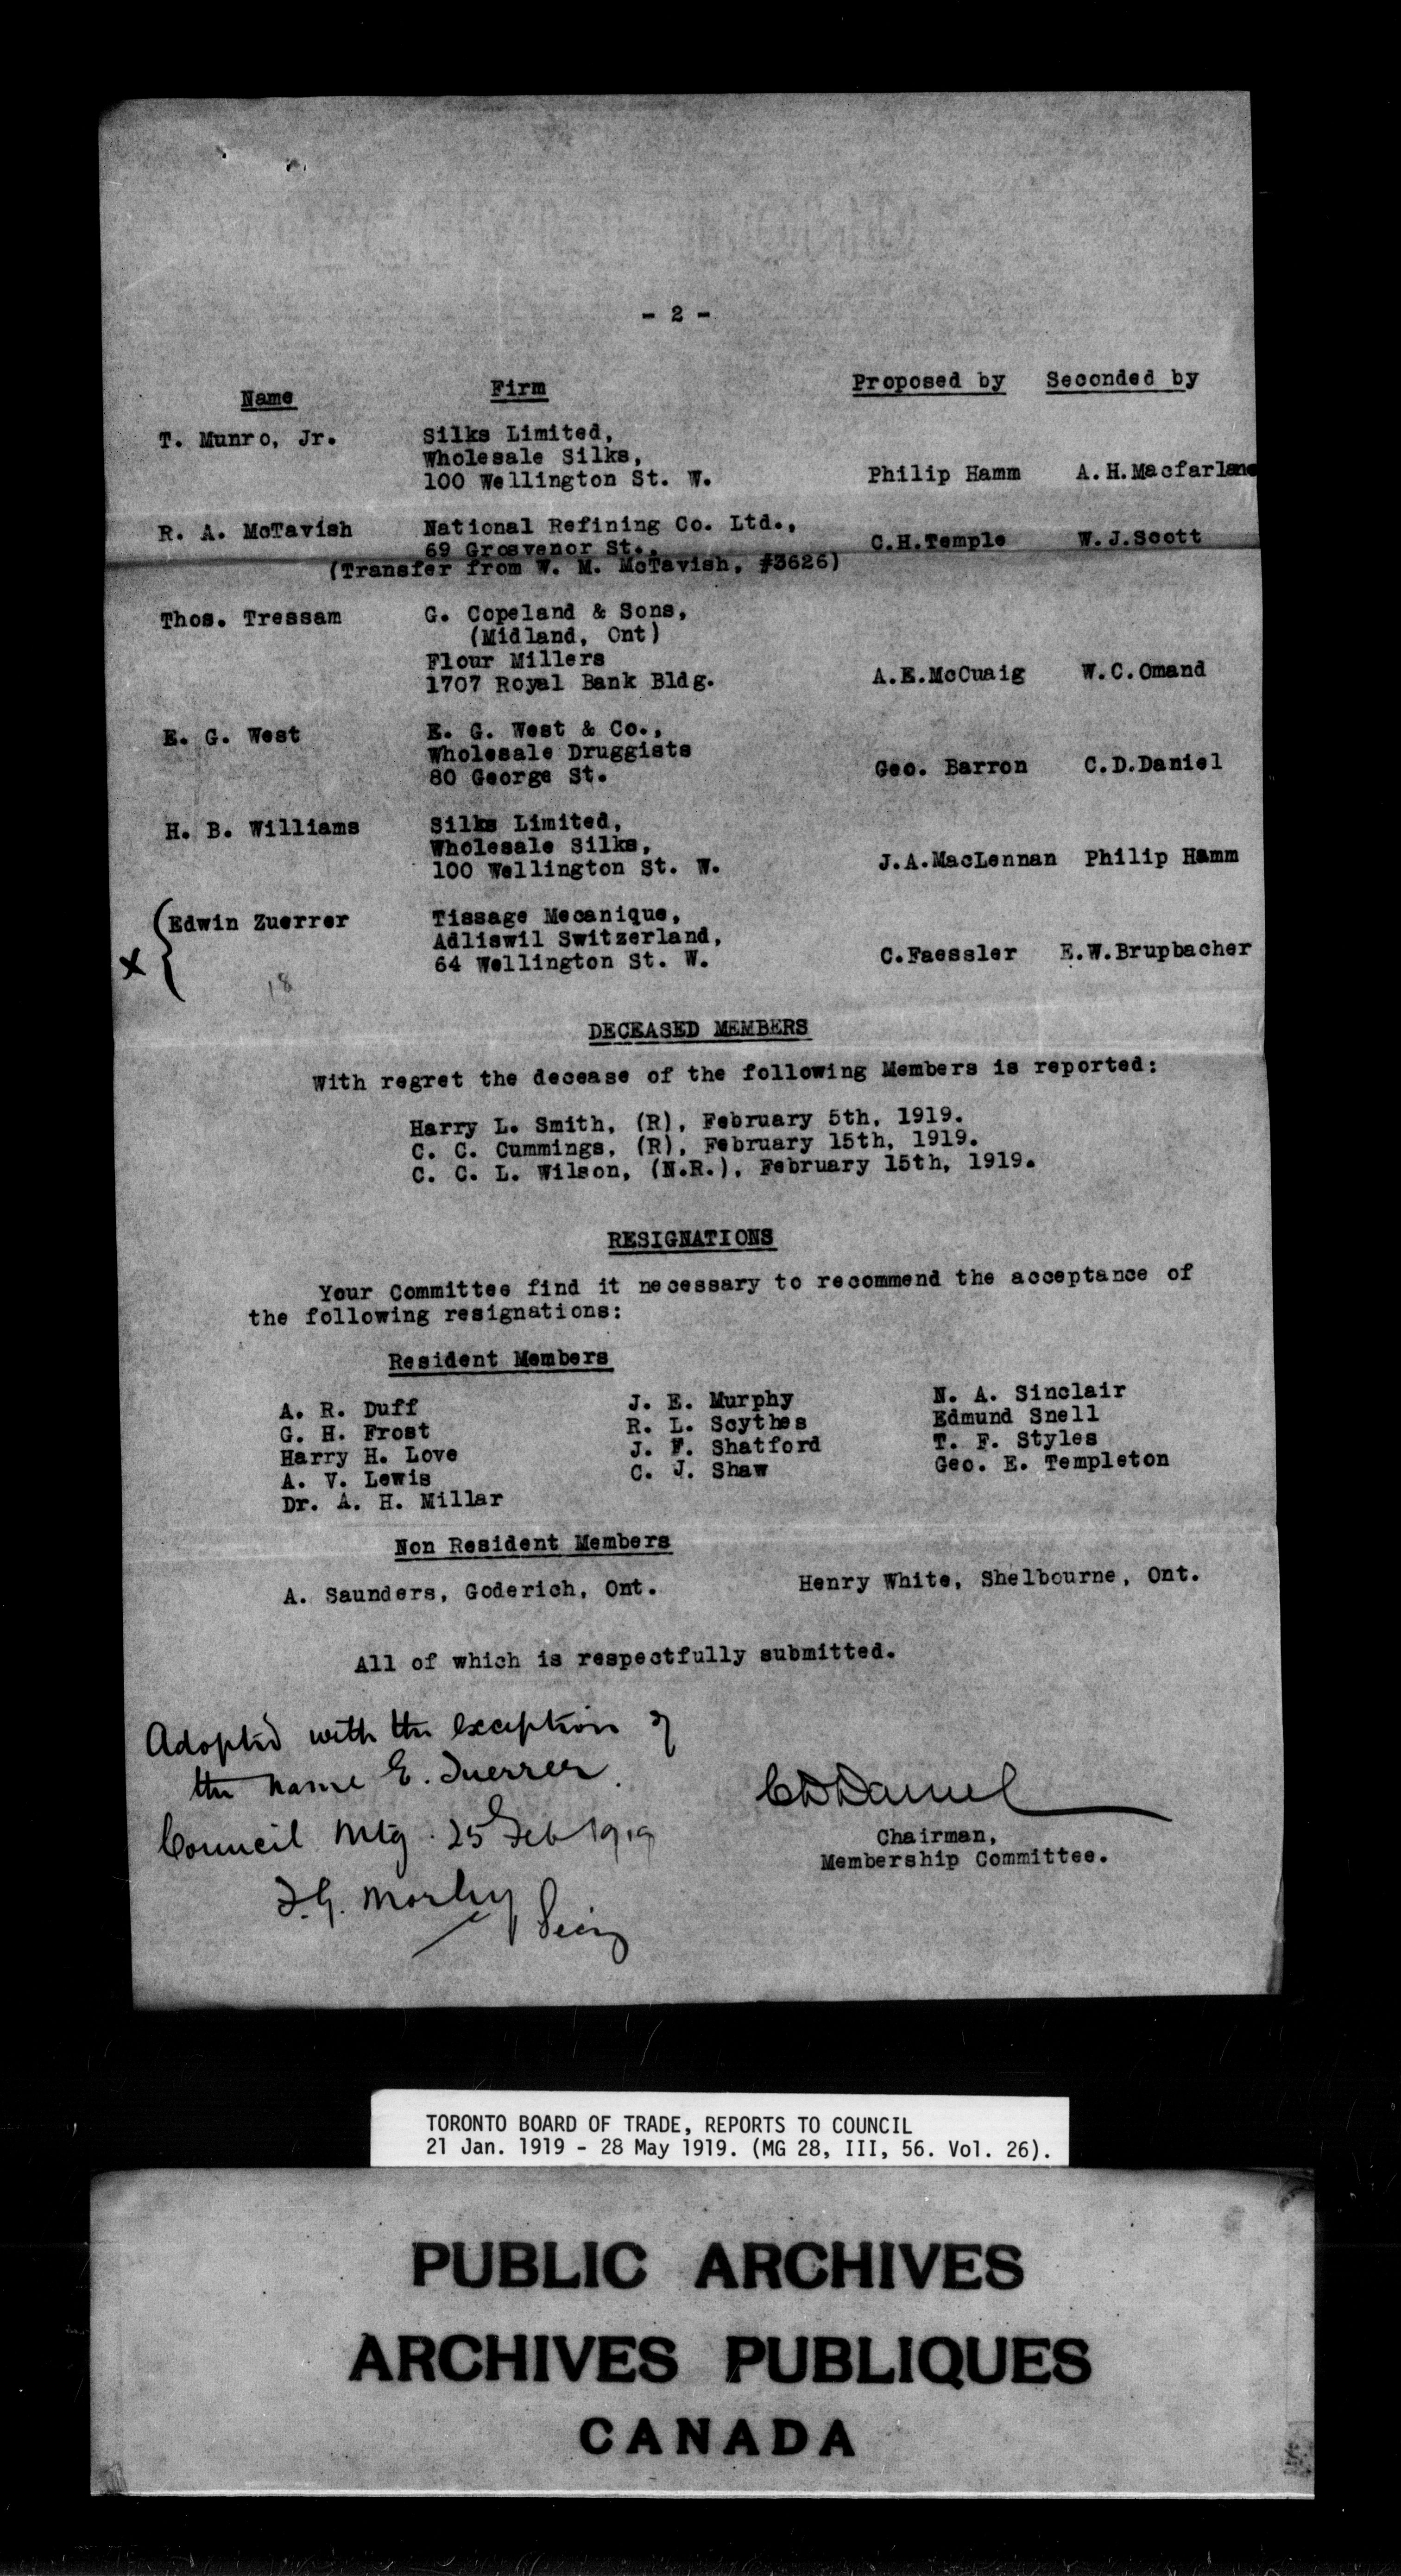 - 2 -
Name Firm Proposed by Seconded by
T. Munro, Jr. Silks Limited,
Wholesale Silks,
100 Wellington St. W. Philip Hamm A.H.Macfarlane
R. A. McTavish National Refining Co. Ltd.,
69 Grosvenor St., C.H.Temple W.J.Scott
(Transfer from W. M. McTavish, #3626)
Thos. Tressam G. Copeland & Sons,
(Midland, Ont)
Flour Millers
1707 Royal Bank Bldg. A.E.McCuaig W.C.Omand
E. G. West E. G. West & Co.,
Wholesale Druggists
80 George St. Geo. Barron C.D.Daniel
H. B. Williams Silks Limited,
Wholesale Silks,
100 Wellington St. W. J.A.MacLennan Philip Hamm
Edwin Zuerrer Tissage Mecanique,
Adliswil Switzerland,
X 64 Wellington St. W. C.Faessler E.W.Brupbacher
18
DECEASED MEMBERS
With regret the decease of the following Members is reported:
Harry L. Smith, (R), February 5th, 1919.
C. C. Cummings, (R), February 15th, 1919.
C. C. L. Wilson, (N.R.), February 15th, 1919.
RESIGNATIONS
Your Committee find it necessary to recommend the acceptance of
the following resignations:
Resident Members
A. R. Duff J. E. Murphy N. A. Sinclair
G. H. Frost R. L. Scythes Edmund Snell
Harry H. Love J. F. Shatford T. F. Styles
A. V. Lewis C. J. Shaw Geo. E. Templeton
Dr. A. H. Millar
Non Resident Members
A. Saunders, Goderich, Ont. Henry White, Shelbourne, Ont.
All of which is respectfully submitted.
Adopted with the exception of
the name E. Zuerrer.
Council Mtg. 25 Feb 1919
F.G. Morley
Secy
CDDaniel
Chairman,
Membership Committee.
TORONTO BOARD OF TRADE, REPORTS TO COUNCIL
21 Jan. 1919 - 28 May 1919. (MG 28, III, 56. Vol. 26).
PUBLIC ARCHIVES
ARCHIVES PUBLIQUES
CANADA